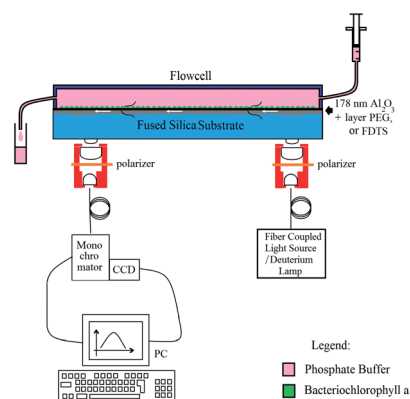 Flowcell
178 nm Al2O3
+ layer PEG,
or FDTS
Fused Silica Substrate
polarizer
polarizer
Mono
chro
mator
CCD
Fiber Coupled
Light Source
/Deuterium
Lamp
PC
Legend:
Phosphate Buffer
Bacteriochlorophyll a